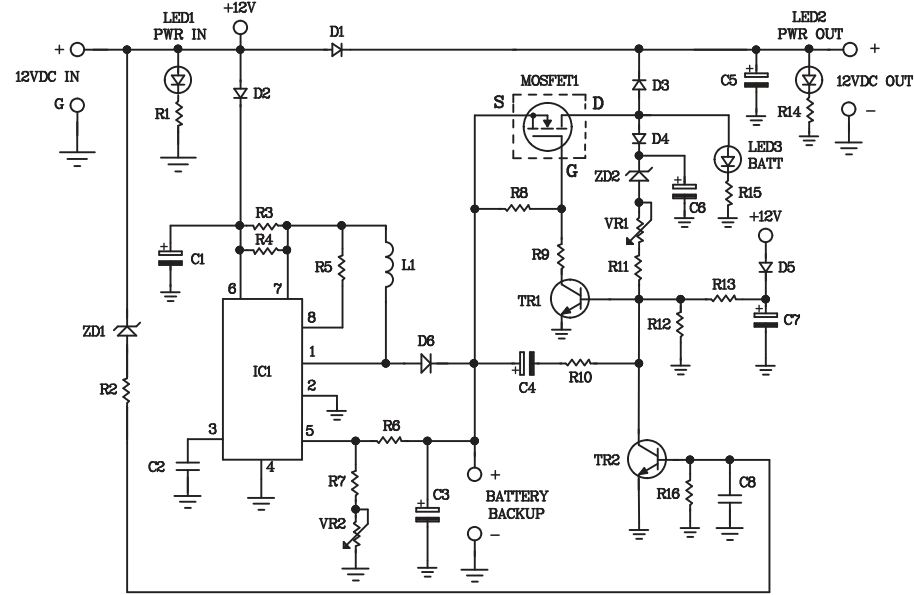 +12V
LED1
PWR IN
LED2
PWR OUT
D1
+
12VDC IN
G
R1
D2
MOSFET1
S
D
G
D3
C5
+
R14
+
12VDC OUT
-
D4
LED3
BATT
ZD2
+
C6
R15
R8
VR1
+12V
R3
R4
+
C1
R5
L1
R9
R11
D5
R13
6
7
TR1
ZD1
8
R12
+
C7
D6
1
IC1
R2
2
+
C4
R10
3
5
R6
C2
4
R7
+
C3
+
BATTERY
BACKUP
-
VR2
TR2
R16
C8